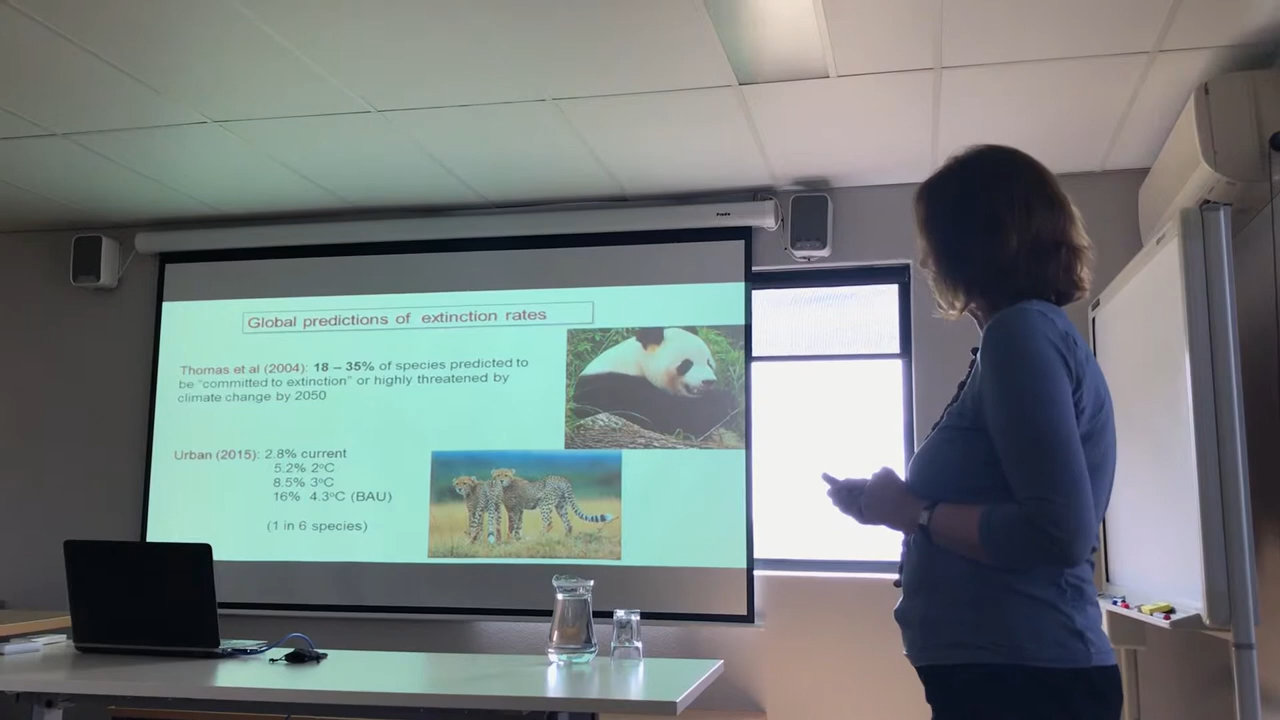 Global predictions of extinction rates
Thomas et al (2004): 18 – 35% of species predicted to
be “committed to extinction” or highly threatened by
climate change by 2050
Urban (2015): 2.8% current
5.2% 2ºC
8.5% 3ºC
16% 4.3ºC (BAU)
(1 in 6 species)